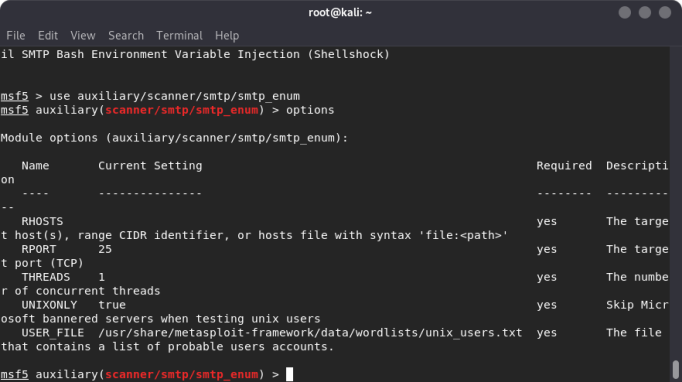 root@kali: ~
File Edit View Search Terminal Help
il SMTP Bash Environment Variable Injection (Shellshock)
msf5 > use auxiliary/scanner/smtp/smtp_enum
msf5 auxiliary(scanner/smtp/smtp_enum) > options
Module options (auxiliary/scanner/smtp/smtp_enum):
Name Current Setting Required Descripti
on
---- --------------- -------- ---------
--
RHOSTS yes The targe
t host(s), range CIDR identifier, or hosts file with syntax 'file:<path>'
RPORT 25 yes The targe
t port (TCP)
THREADS 1 yes The numbe
r of concurrent threads
UNIXONLY true yes Skip Micr
osoft bannered servers when testing unix users
USER_FILE /usr/share/metasploit-framework/data/wordlists/unix_users.txt yes The file
that contains a list of probable users accounts.
msf5 auxiliary(scanner/smtp/smtp_enum) >